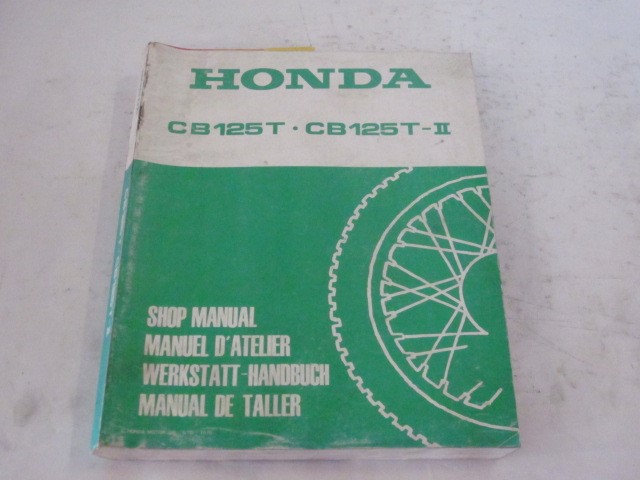 HONDA
CB125T · CB125T-II
SHOP MANUAL
MANUEL D'ATELIER
WERKSTATT-HANDBUCH
MANUAL DE TALLER